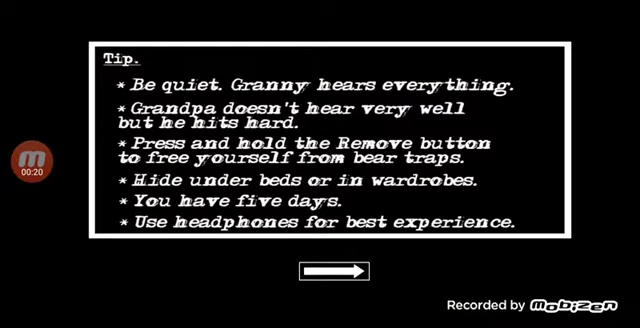 Tip.
* Be quiet. Granny hears everything.
* Grandpa doesn't hear very well
but he hits hard.
* Press and hold the Remove button
to free yourself from bear traps.
* Hide under beds or in wardrobes.
* You have five days.
* Use headphones for best experience.
00:20
Recorded by Mobizen